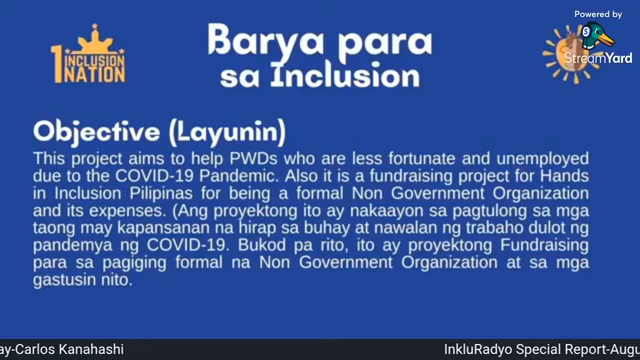 Powered by
StreamYard
1 INCLUSION
NATION
Barya para
sa Inclusion
Objective (Layunin)
This project aims to help PWDs who are less fortunate and unemployed
due to the COVID-19 Pandemic. Also it is a fundraising project for Hands
in Inclusion Pilipinas for being a formal Non Government Organization
and its expenses. (Ang proyektong ito ay nakaayon sa pagtulong sa mga
taong may kapansanan na hirap sa buhay at nawalan ng trabaho dulot ng
pandemya ng COVID-19. Bukod pa rito, ito ay proyektong Fundraising
para sa pagiging formal na Non Government Organization at sa mga
gastusin nito.
ay-Carlos Kanahashi
InkluRadyo Special Report-Augu